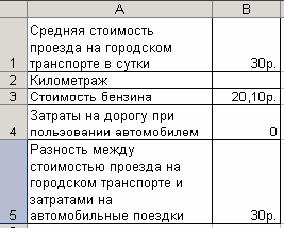 A B
Средняя стоимость
проезда на городском
1 транспорте в сутки 30р.
2 Километраж
3 Стоимость бензина 20,10р.
Затраты на дорогу при
4 пользовании автомобилем 0
Разность между
стоимостью проезда на
городском транспорте и
затратами на
5 автомобильные поездки 30р.